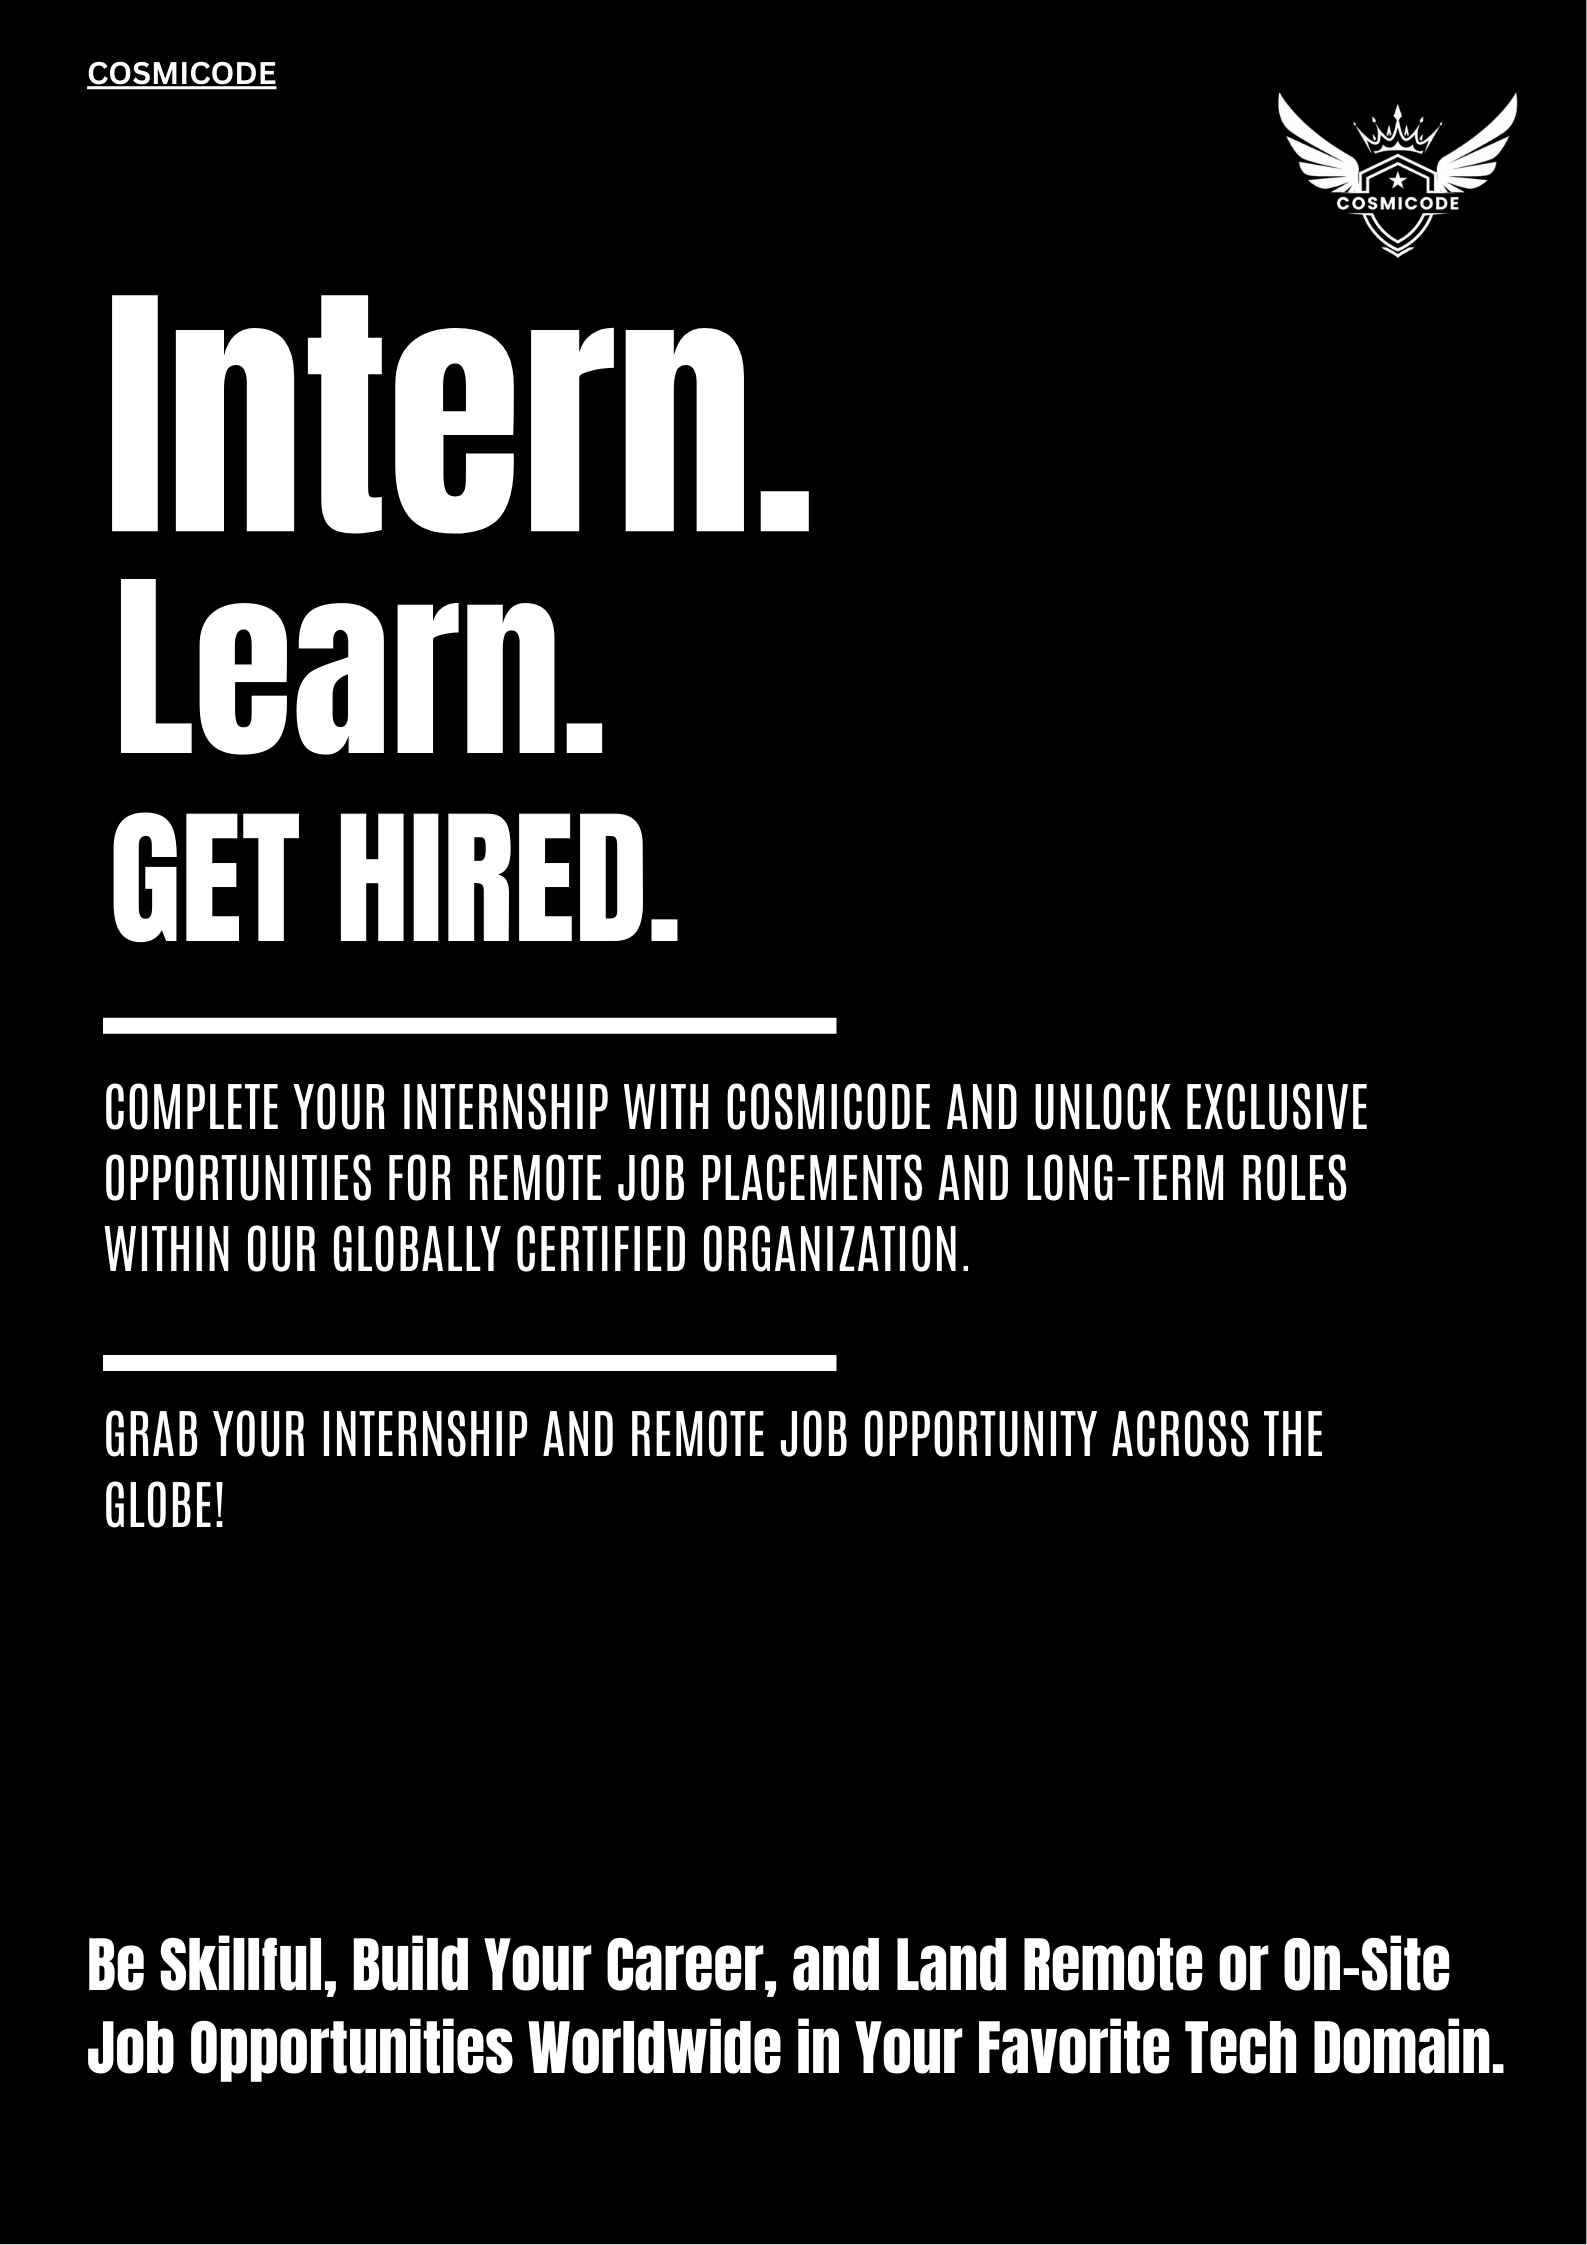 COSMICODE
COSMICODE
Intern.
Learn.
GET HIRED.
COMPLETE YOUR INTERNSHIP WITH COSMICODE AND UNLOCK EXCLUSIVE
OPPORTUNITIES FOR REMOTE JOB PLACEMENTS AND LONG-TERM ROLES
WITHIN OUR GLOBALLY CERTIFIED ORGANIZATION.
GRAB YOUR INTERNSHIP AND REMOTE JOB OPPORTUNITY ACROSS THE
GLOBE!
Be Skillful, Build Your Career, and Land Remote or On-Site
Job Opportunities Worldwide in Your Favorite Tech Domain.